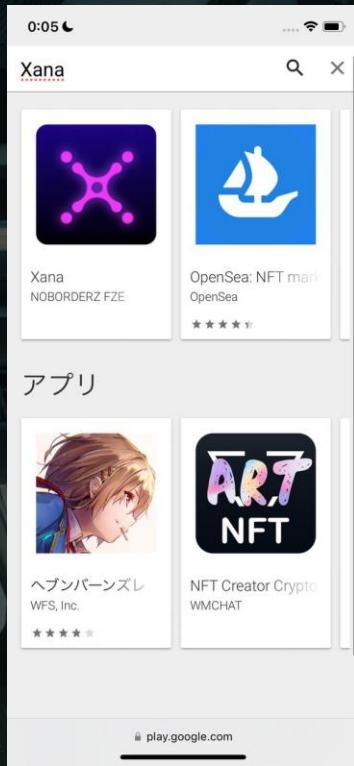 0:05
Xana
Xana
NOBORDERZ FZE
OpenSea: NFT mark
OpenSea
アプリ
ヘブンバーンズレ
WFS, Inc.
A.R.T
NFT
NFT Creator Crypto
WMCHAT
play.google.com